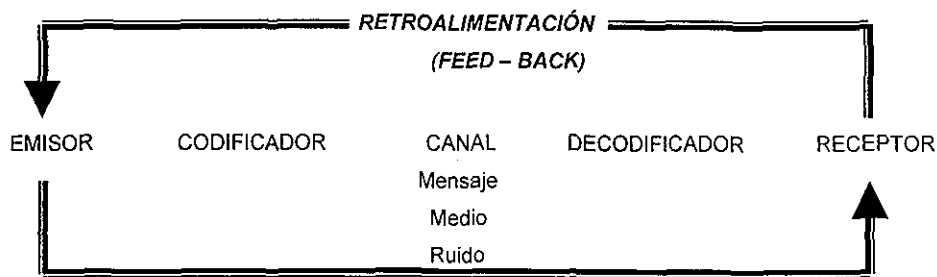 RETROALIMENTACIÓN
(FEED – BACK)
EMISOR CODIFICADOR CANAL DECODIFICADOR RECEPTOR
Mensaje
Medio
Ruido